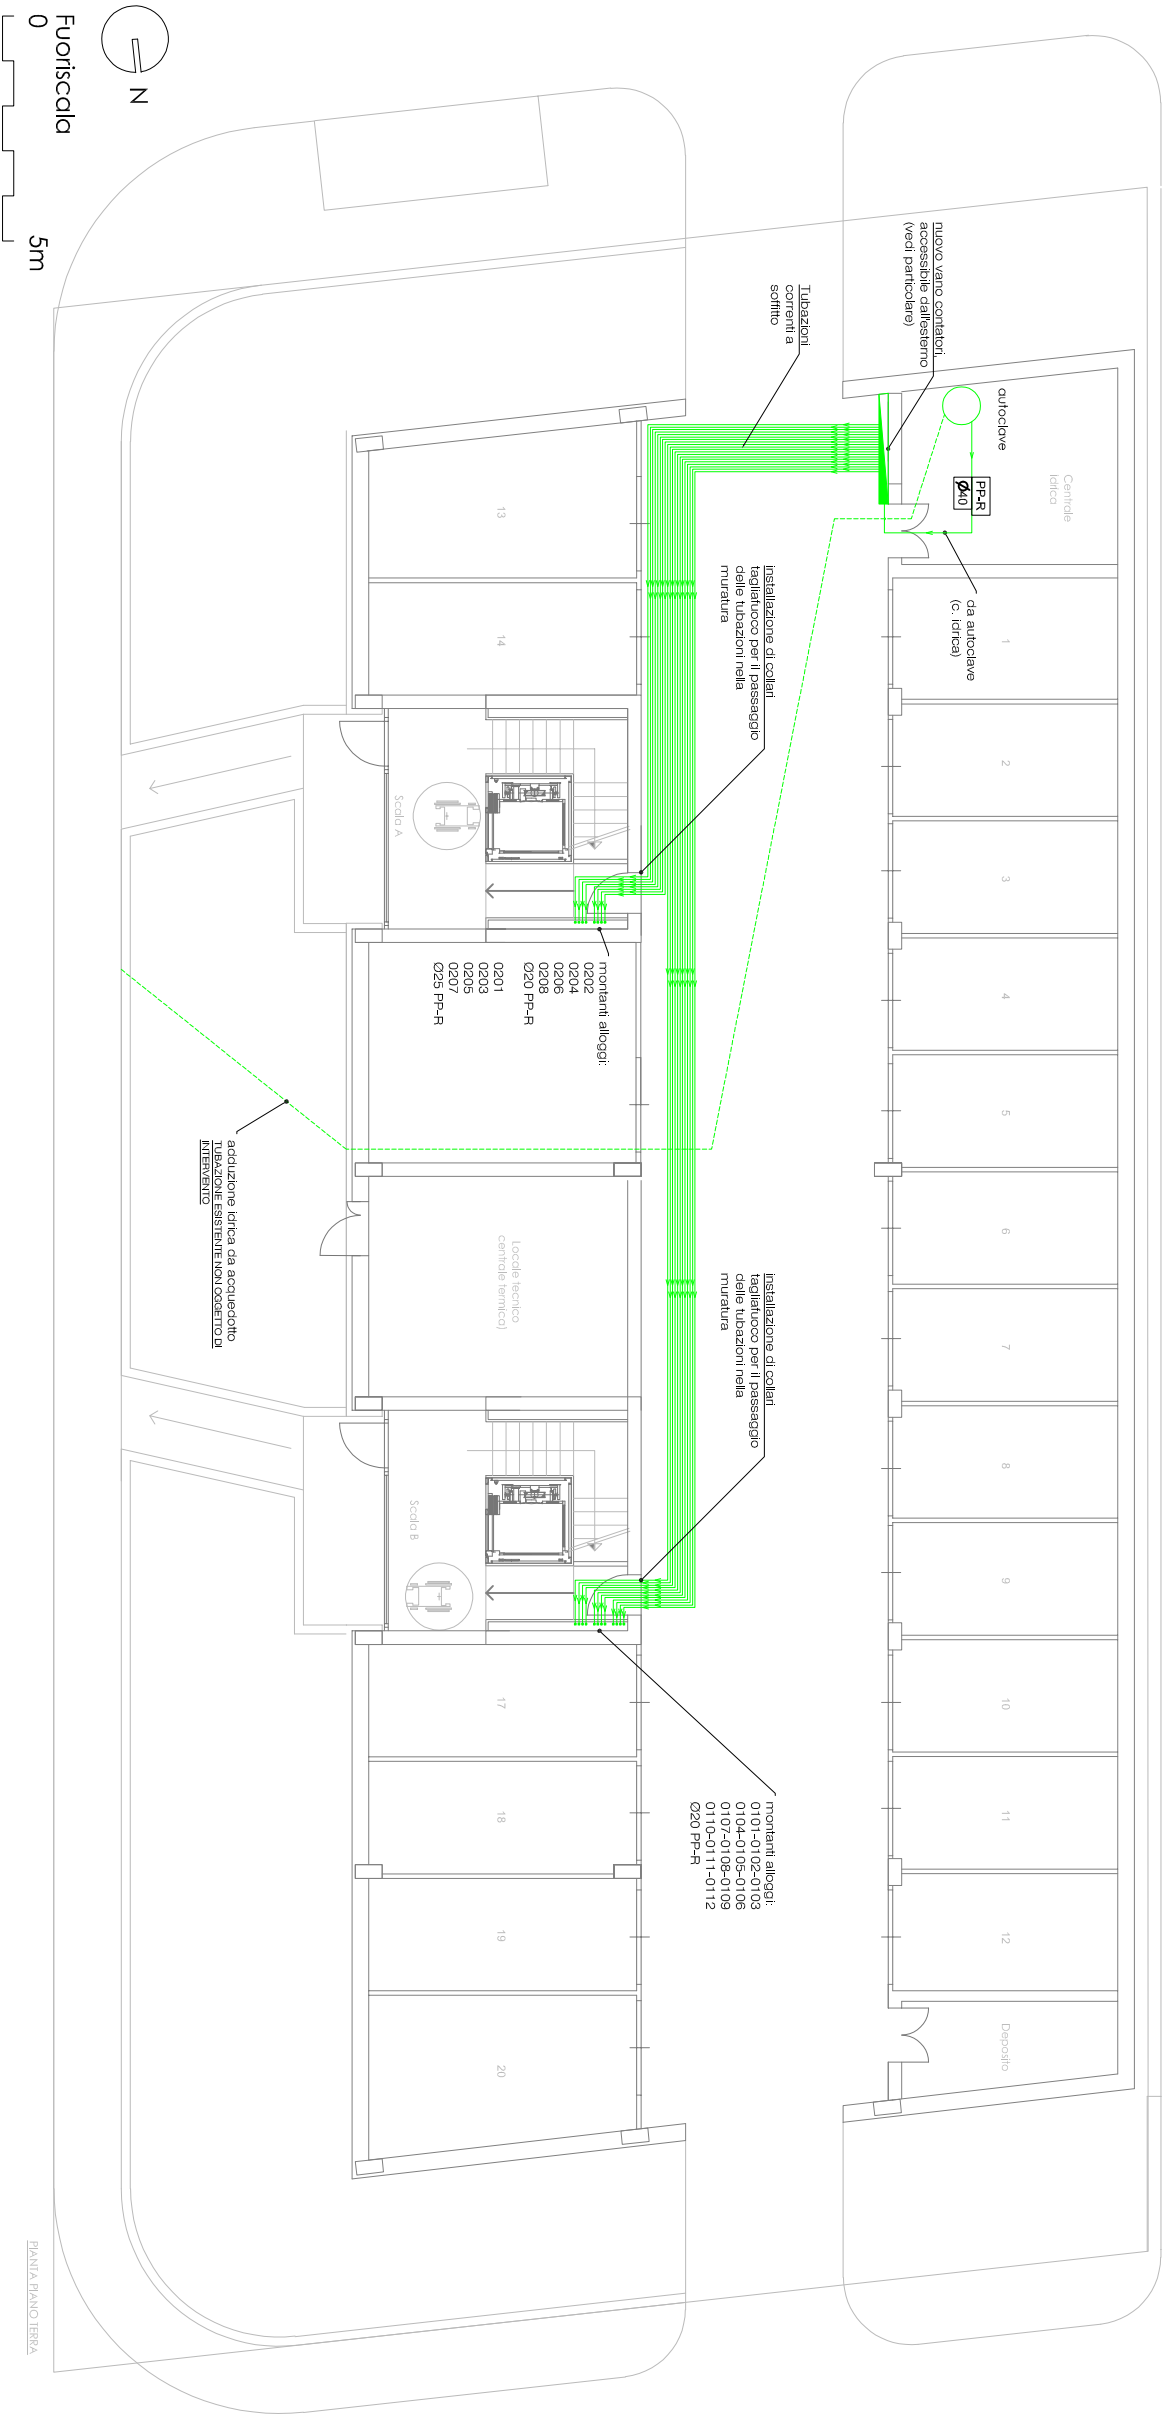 Centrale
idrica
autoclave
PP-R
Ø40
nuovo vano contatori,
accessibile dall'esterno
(vedi particolare)
da autoclave
(c. idrica)
1
2
3
4
5
6
7
8
9
10
11
12
Deposito
Tubazioni
correnti a
soffitto
installazione di collari
tagliafuoco per il passaggio
delle tubazioni nella
muratura
installazione di collari
tagliafuoco per il passaggio
delle tubazioni nella
muratura
montanti alloggi:
0101-0102-0103
0104-0105-0106
0107-0108-0109
0110-0111-0112
Ø20 PP-R
montanti alloggi:
0202
0204
0206
0208
Ø20 PP-R
0201
0203
0205
0207
Ø25 PP-R
13
14
Scala A
Locale tecnico
centrale termica)
Scala B
17
18
19
20
adduzione idrica da acquedotto
TUBAZIONE ESISTENTE NON OGGETTO DI
INTERVENTO
N
Fuoriscala
0
5m
PIANTA PIANO TERRA